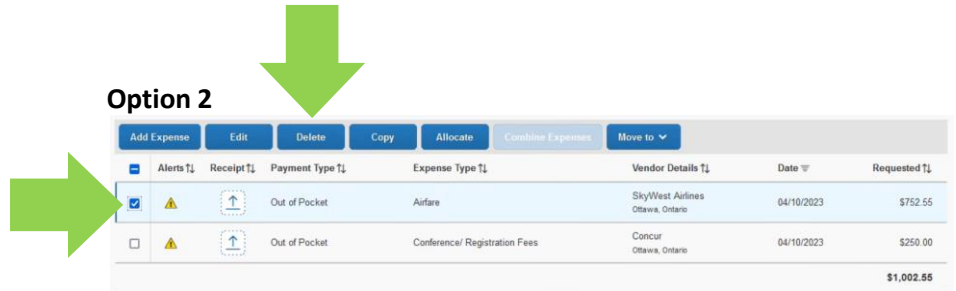 Option 2
Add Expense Edit Delete Copy Allocate Combine Expenses Move to
Alerts Receipt Payment Type Expense Type Vendor Details Date Requested
Out of Pocket Airfare SkyWest Airlines 04/10/2023 $752.55
Ottawa, Ontario
Out of Pocket Conference/ Registration Fees Concur 04/10/2023 $250.00
Ottawa, Ontario
$1,002.55